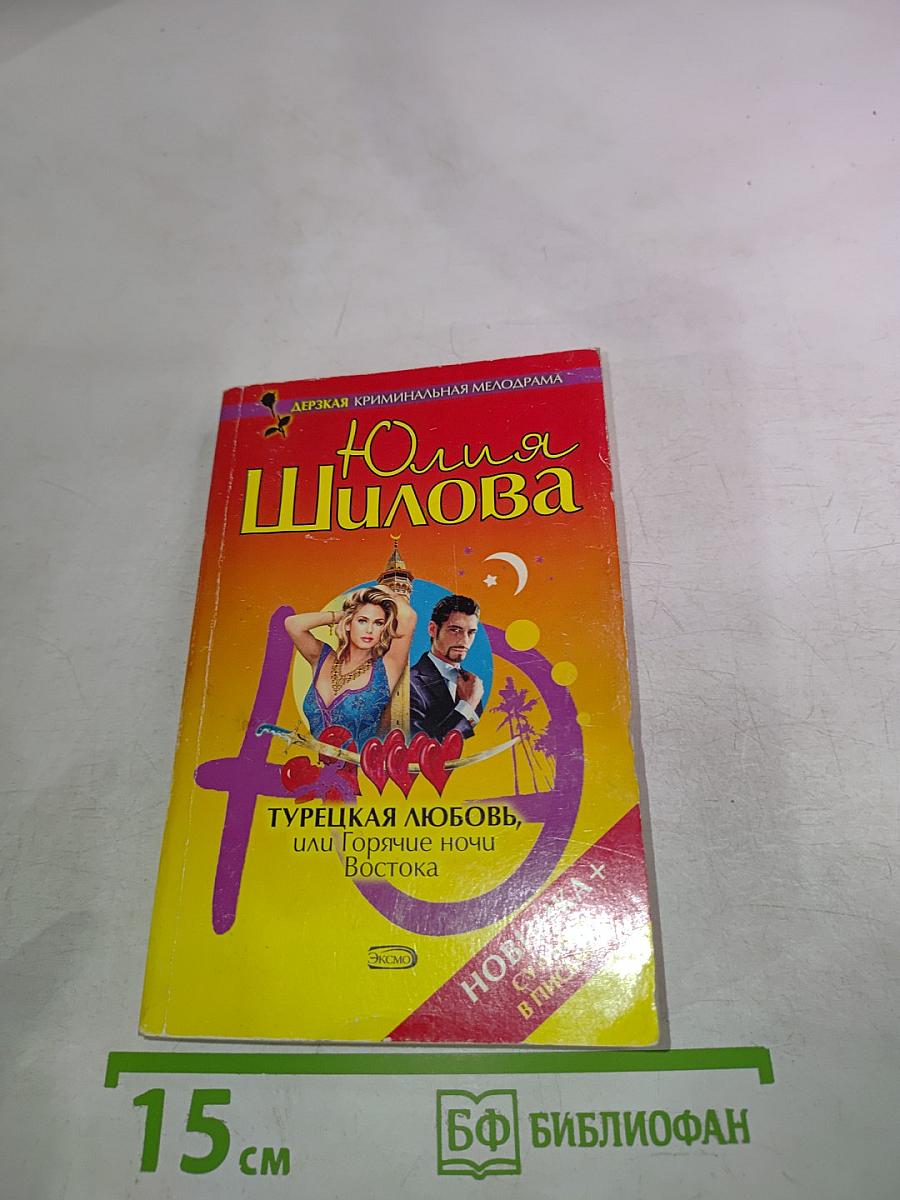 ДЕРЗКАЯ КРИМИНАЛЬНАЯ МЕЛОДРАМА
Юлия
Шилова
ТУРЕЦКАЯ ЛЮБОВЬ,
или Горячие ночи
Востока
ЭКСМО
15 см
БФ БИБЛИОФАН